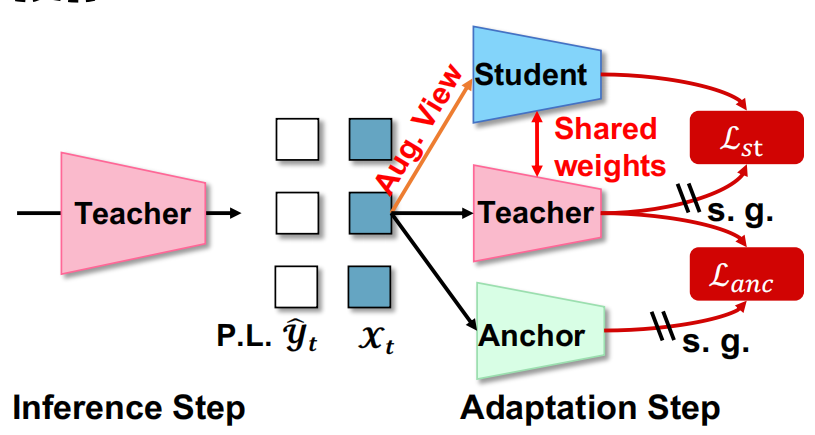 Student
Aug. View
Shared
weights
ℒst
Teacher
Teacher
s. g.
ℒanc
Anchor
s. g.
P.L. ŷt
xt
Inference Step
Adaptation Step